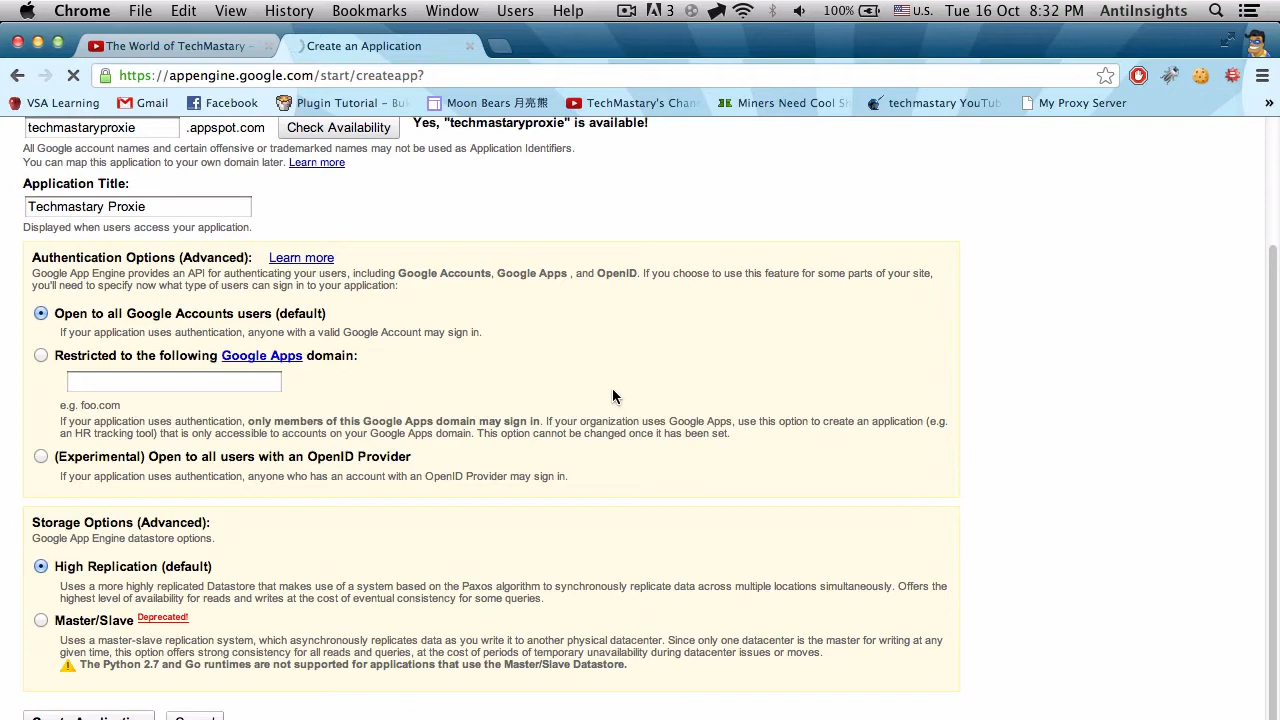 Chrome File Edit View History Bookmarks Window Users Help 3 100% U.S. Tue 16 Oct 8:32 PM AntiInsights
The World of TechMastary - Create an Application
https://appengine.google.com/start/createapp?
VSA Learning Gmail Facebook Plugin Tutorial - Buk Moon Bears 月亮熊 TechMastary's Chan Miners Need Cool Sh techmastary YouTu My Proxy Server »
techmastaryproxie .appspot.com Check Availability Yes, "techmastaryproxie" is available!
All Google account names and certain offensive or trademarked names may not be used as Application Identifiers.
You can map this application to your own domain later. Learn more
Application Title:
Techmastary Proxie
Displayed when users access your application.
Authentication Options (Advanced): Learn more
Google App Engine provides an API for authenticating your users, including Google Accounts, Google Apps , and OpenID. If you choose to use this feature for some parts of your site,
you'll need to specify now what type of users can sign in to your application:
Open to all Google Accounts users (default)
If your application uses authentication, anyone with a valid Google Account may sign in.
Restricted to the following Google Apps domain:
e.g. foo.com
If your application uses authentication, only members of this Google Apps domain may sign in. If your organization uses Google Apps, use this option to create an application (e.g.
an HR tracking tool) that is only accessible to accounts on your Google Apps domain. This option cannot be changed once it has been set.
(Experimental) Open to all users with an OpenID Provider
If your application uses authentication, anyone who has an account with an OpenID Provider may sign in.
Storage Options (Advanced):
Google App Engine datastore options.
High Replication (default)
Uses a more highly replicated Datastore that makes use of a system based on the Paxos algorithm to synchronously replicate data across multiple locations simultaneously. Offers the
highest level of availability for reads and writes at the cost of eventual consistency for some queries.
Master/Slave Deprecated!
Uses a master-slave replication system, which asynchronously replicates data as you write it to another physical datacenter. Since only one datacenter is the master for writing at any
given time, this option offers strong consistency for all reads and queries, at the cost of periods of temporary unavailability during datacenter issues or moves.
The Python 2.7 and Go runtimes are not supported for applications that use the Master/Slave Datastore.